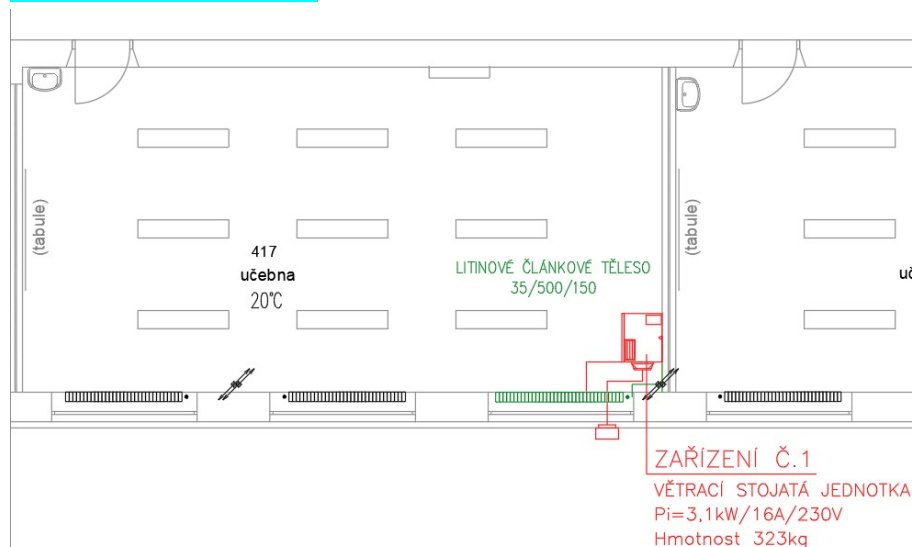 (tabule)
417
učebna
20°C
LITINOVÉ ČLÁNKOVÉ TĚLESO
35/500/150
(tabule)
uč
ZAŘÍZENÍ Č.1
VĚTRACÍ STOJATÁ JEDNOTKA
Pi=3,1kW/16A/230V
Hmotnost 323kg